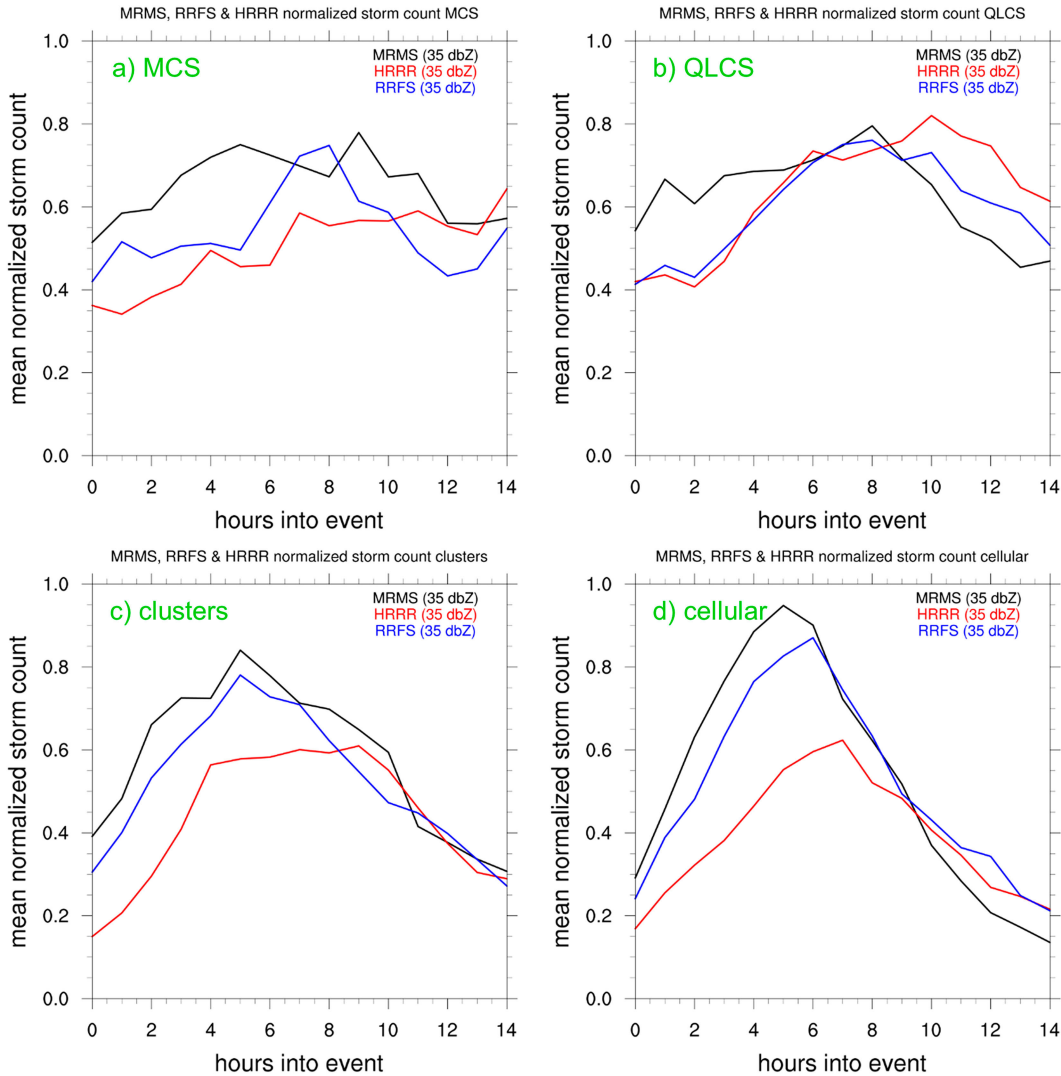 MRMS, RRFS & HRRR normalized storm count MCS
a) MCS
MRMS (35 dbZ)
HRRR (35 dbZ)
RRFS (35 dbZ)
mean normalized storm count
1.0
0.8
0.6
0.4
0.2
0.0
0 2 4 6 8 10 12 14
hours into event
MRMS, RRFS & HRRR normalized storm count QLCS
b) QLCS
MRMS (35 dbZ)
HRRR (35 dbZ)
RRFS (35 dbZ)
mean normalized storm count
1.0
0.8
0.6
0.4
0.2
0.0
0 2 4 6 8 10 12 14
hours into event
MRMS, RRFS & HRRR normalized storm count clusters
c) clusters
MRMS (35 dbZ)
HRRR (35 dbZ)
RRFS (35 dbZ)
mean normalized storm count
1.0
0.8
0.6
0.4
0.2
0.0
0 2 4 6 8 10 12 14
hours into event
MRMS, RRFS & HRRR normalized storm count cellular
d) cellular
MRMS (35 dbZ)
HRRR (35 dbZ)
RRFS (35 dbZ)
mean normalized storm count
1.0
0.8
0.6
0.4
0.2
0.0
0 2 4 6 8 10 12 14
hours into event